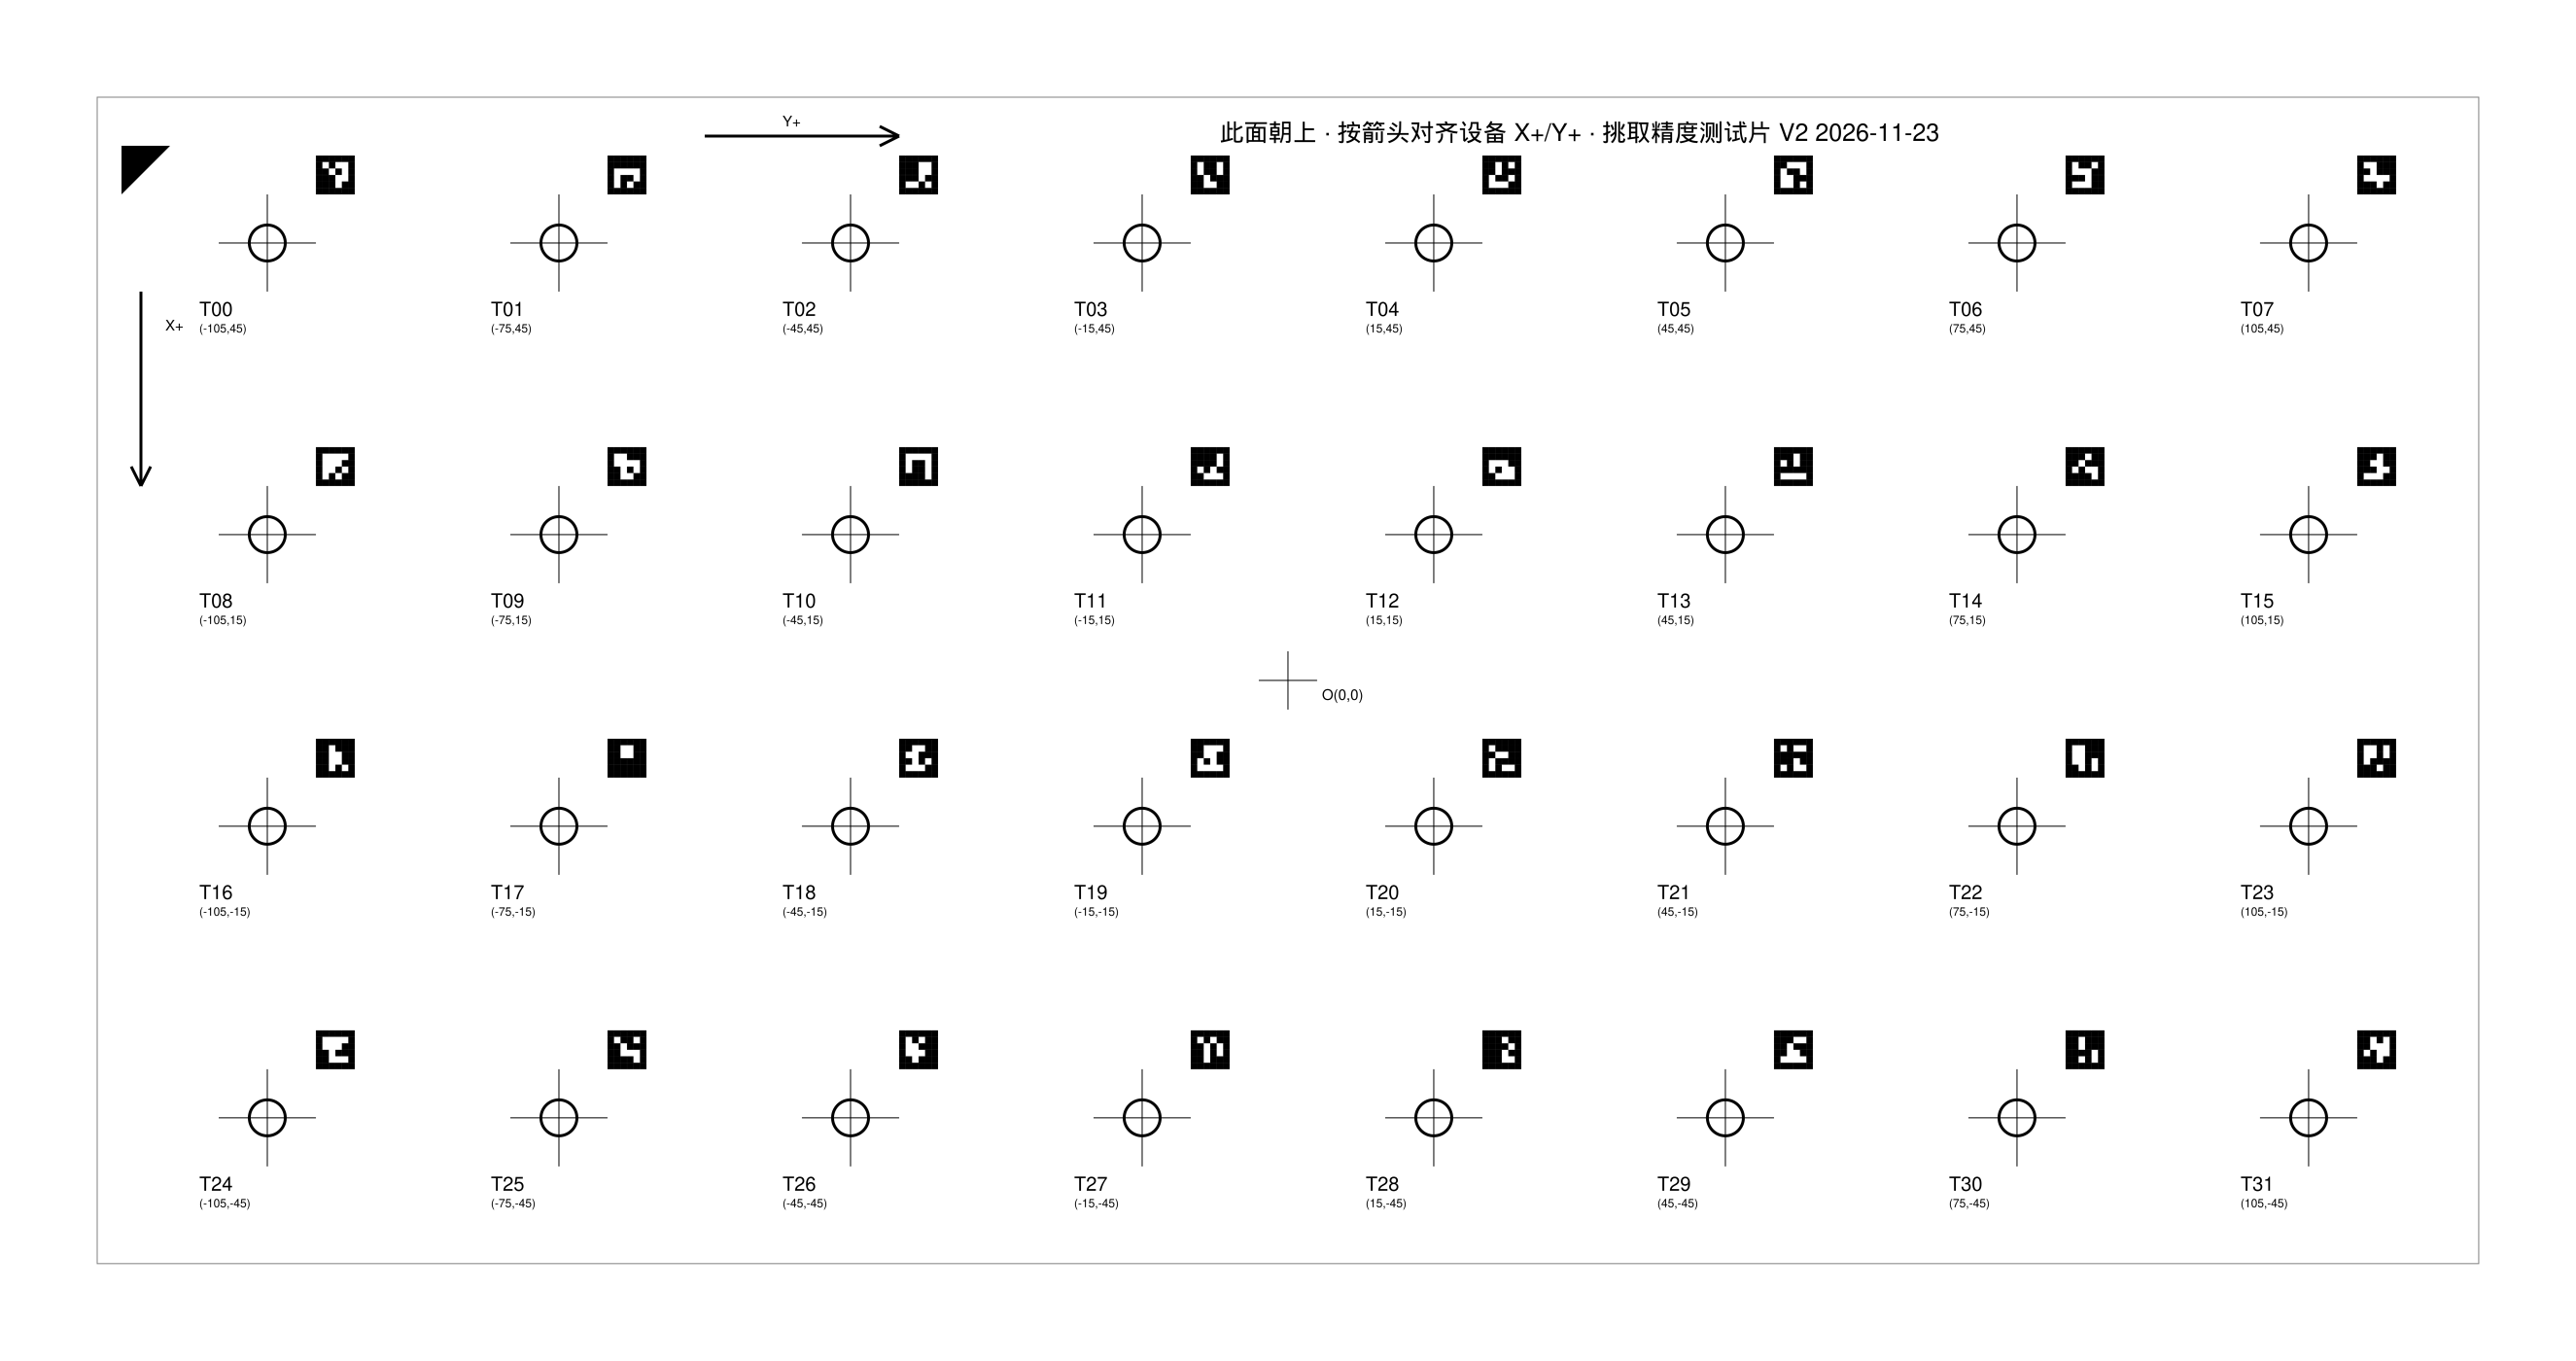 Y+
此面朝上 · 按箭头对齐设备 X+/Y+ · 挑取精度测试片 V2 2026-11-23
X+
T00
(-105,45)
T01
(-75,45)
T02
(-45,45)
T03
(-15,45)
T04
(15,45)
T05
(45,45)
T06
(75,45)
T07
(105,45)
T08
(-105,15)
T09
(-75,15)
T10
(-45,15)
T11
(-15,15)
T12
(15,15)
T13
(45,15)
T14
(75,15)
T15
(105,15)
O(0,0)
T16
(-105,-15)
T17
(-75,-15)
T18
(-45,-15)
T19
(-15,-15)
T20
(15,-15)
T21
(45,-15)
T22
(75,-15)
T23
(105,-15)
T24
(-105,-45)
T25
(-75,-45)
T26
(-45,-45)
T27
(-15,-45)
T28
(15,-45)
T29
(45,-45)
T30
(75,-45)
T31
(105,-45)